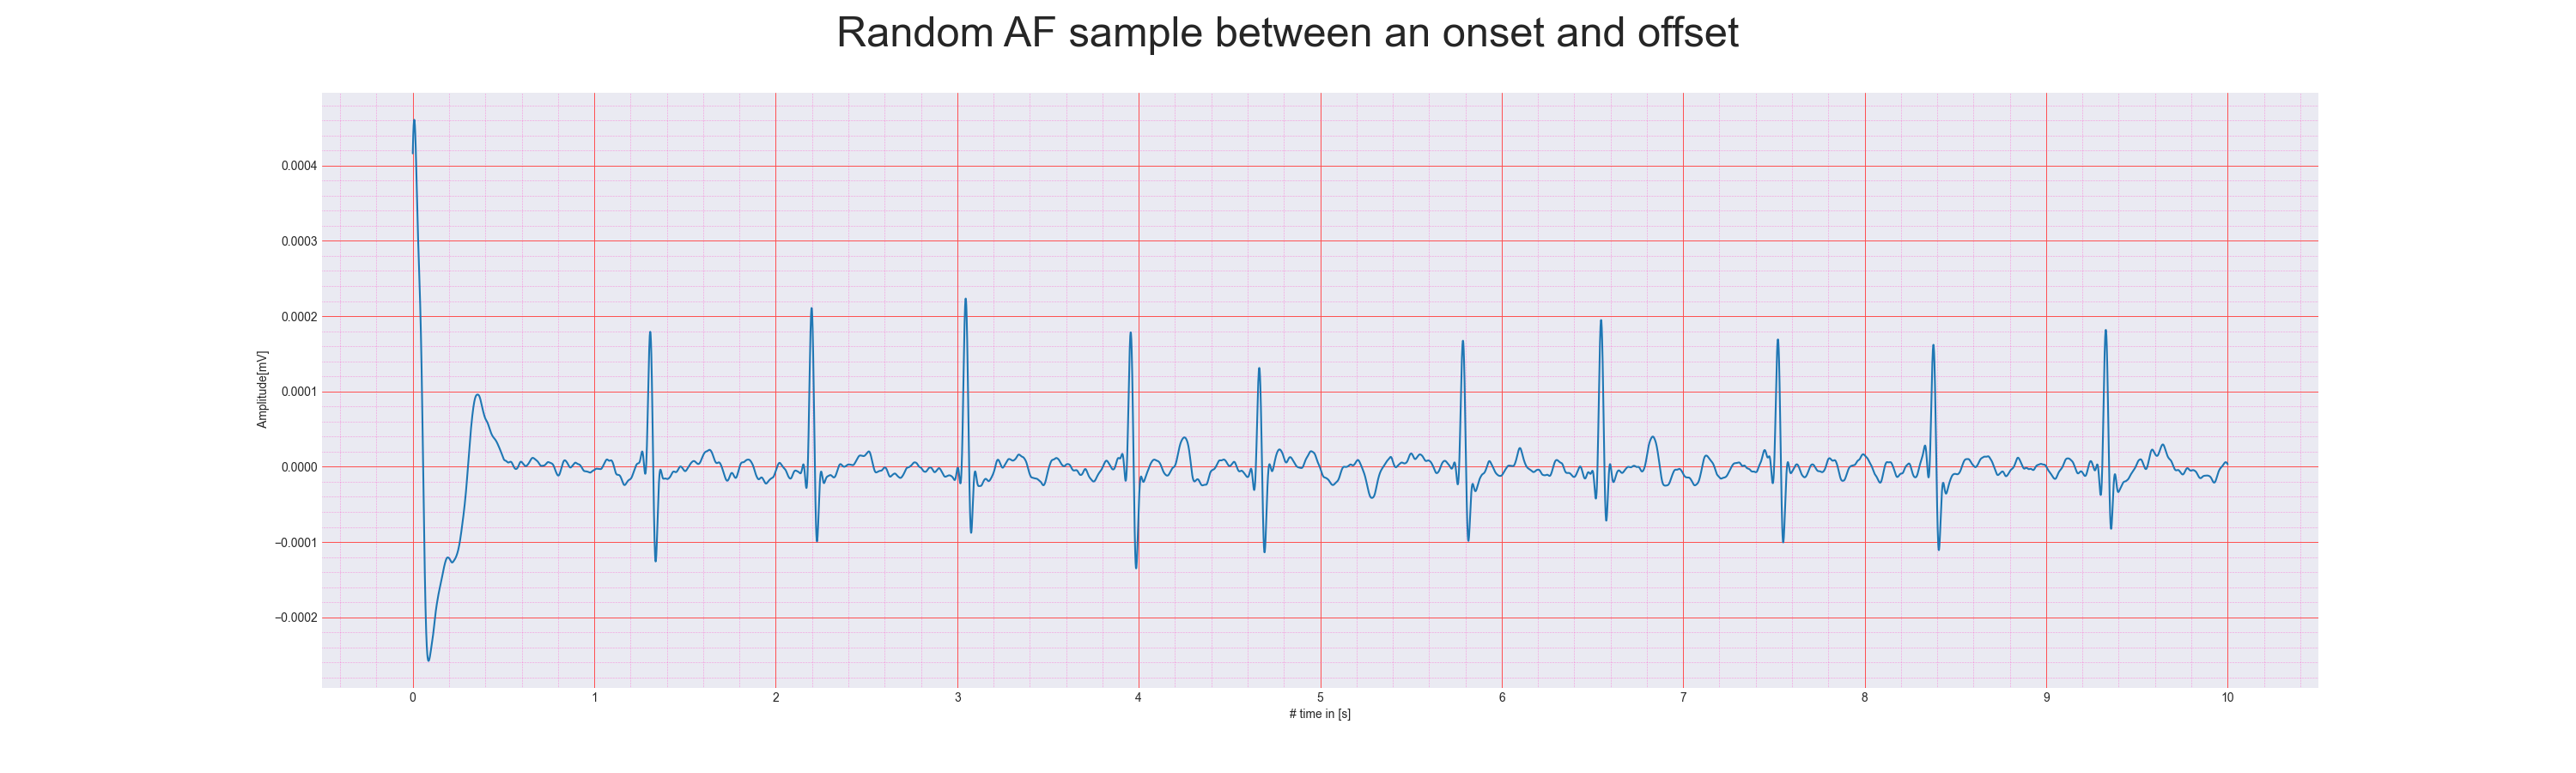 Random AF sample between an onset and offset
0.0004
0.0003
0.0002
0.0001
0.0000
−0.0001
−0.0002
Amplitude[mV]
0 1 2 3 4 5 6 7 8 9 10
# time in [s]